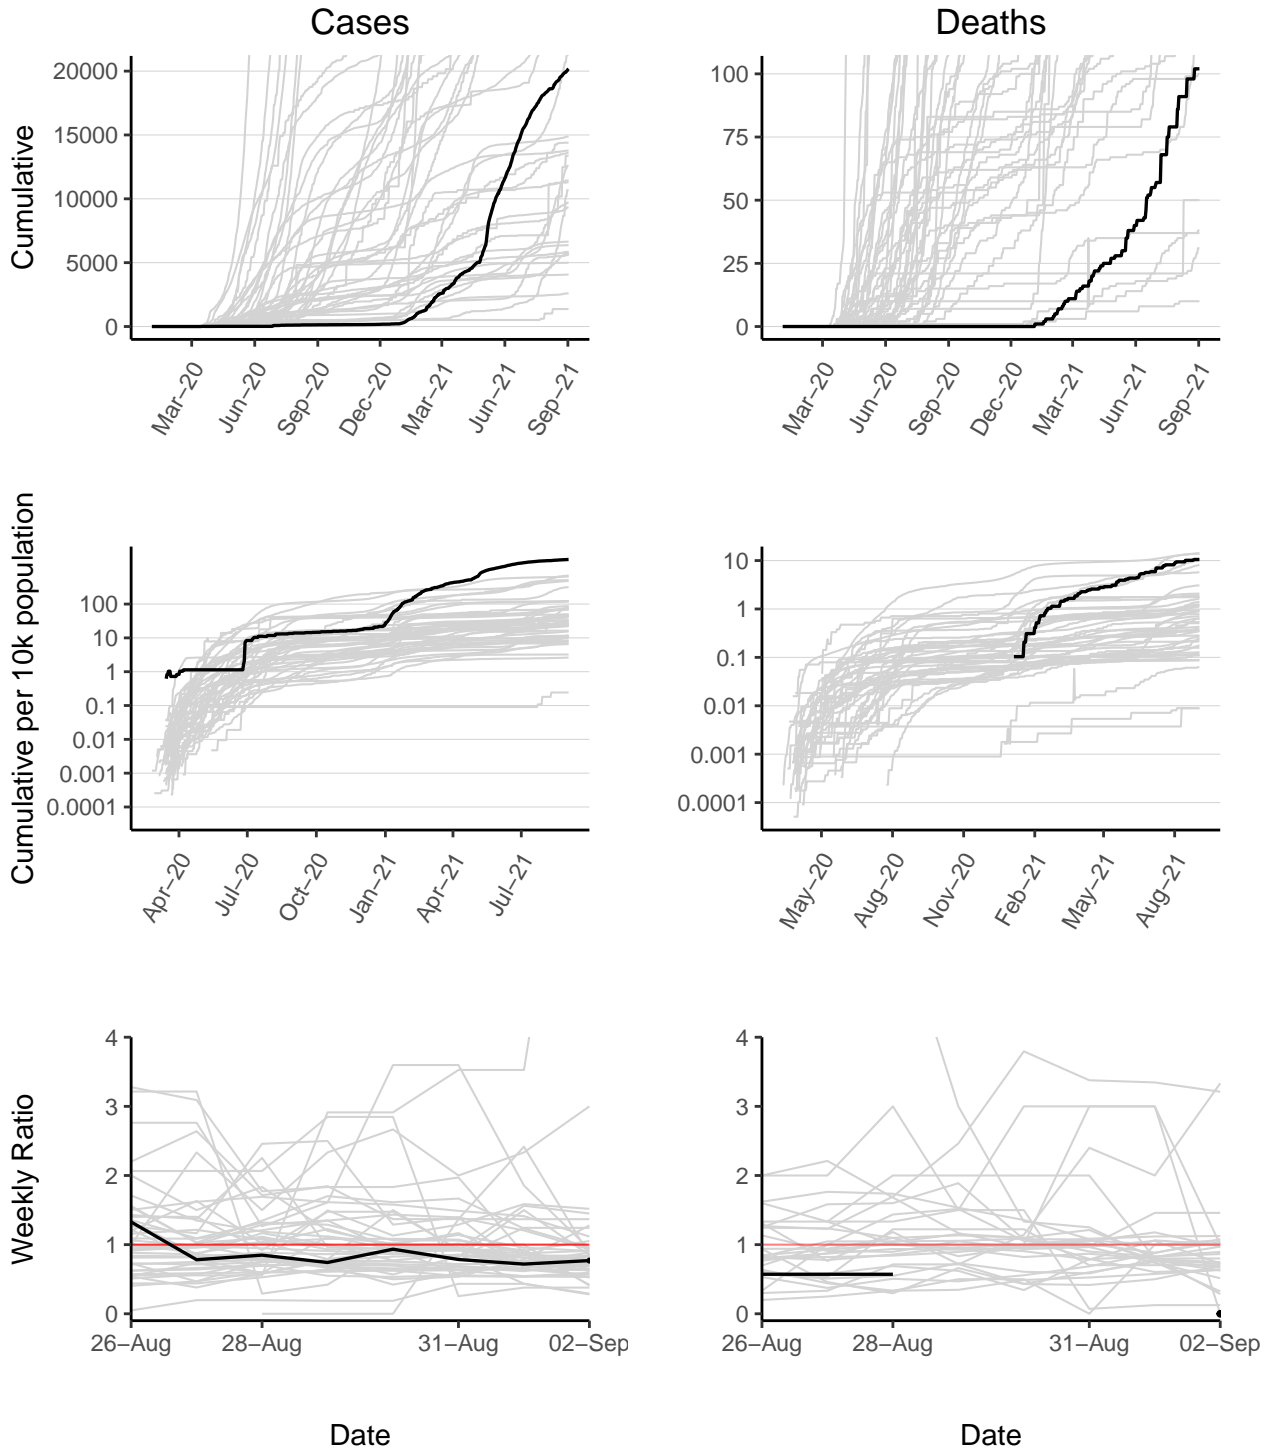 Cases
Deaths
Cumulative
20000
15000
10000
5000
0
Mar–20
Jun–20
Sep–20
Dec–20
Mar–21
Jun–21
Sep–21
100
75
50
25
0
Mar–20
Jun–20
Sep–20
Dec–20
Mar–21
Jun–21
Sep–21
Cumulative per 10k population
100
10
1
0.1
0.01
0.001
0.0001
Apr–20
Jul–20
Oct–20
Jan–21
Apr–21
Jul–21
10
1
0.1
0.01
0.001
0.0001
May–20
Aug–20
Nov–20
Feb–21
May–21
Aug–21
Weekly Ratio
4
3
2
1
0
26–Aug
28–Aug
31–Aug
02–Sep
4
3
2
1
0
26–Aug
28–Aug
31–Aug
02–Sep
Date
Date